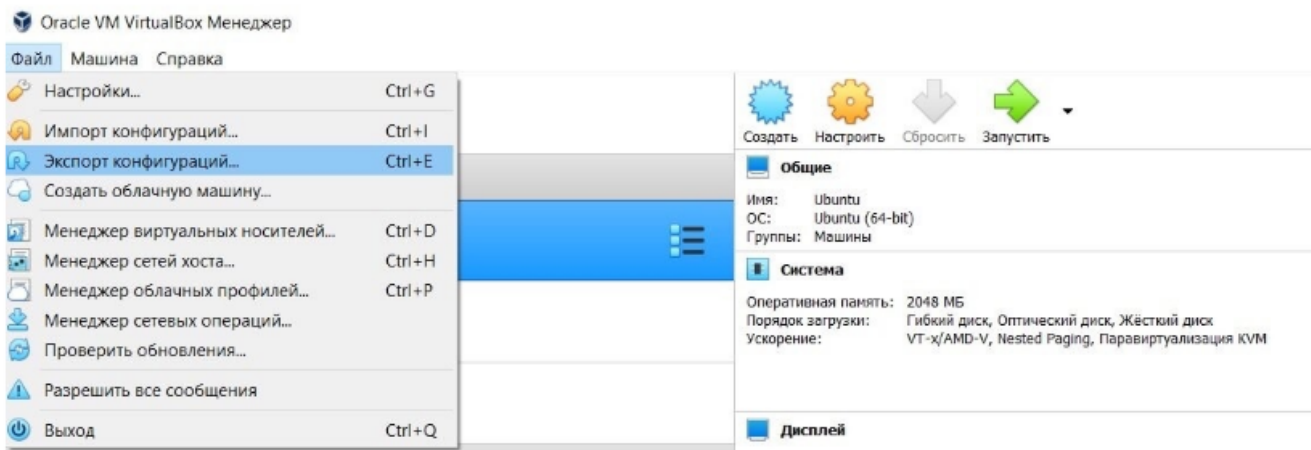 Oracle VM VirtualBox Менеджер
Файл Машина Справка
Настройки... Ctrl+G
Импорт конфигураций... Ctrl+I
Экспорт конфигураций... Ctrl+E
Создать облачную машину...
Менеджер виртуальных носителей... Ctrl+D
Менеджер сетей хоста... Ctrl+H
Менеджер облачных профилей... Ctrl+P
Менеджер сетевых операций...
Проверить обновления...
Разрешить все сообщения
Выход Ctrl+Q
Создать Настроить Сбросить Запустить
Общие
Имя: Ubuntu
ОС: Ubuntu (64-bit)
Группы: Машины
Система
Оперативная память: 2048 МБ
Порядок загрузки: Гибкий диск, Оптический диск, Жёсткий диск
Ускорение: VT-x/AMD-V, Nested Paging, Паравиртуализация KVM
Дисплей